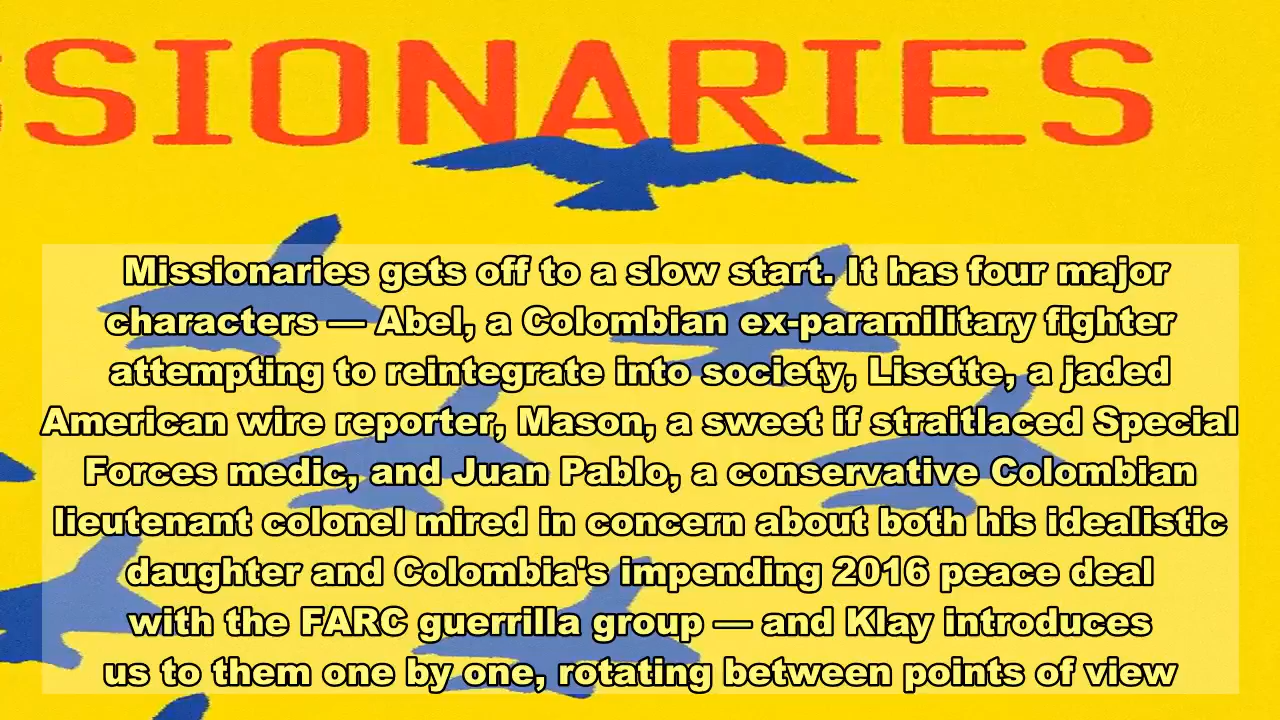 SSIONARIES
Missionaries gets off to a slow start. It has four major
characters — Abel, a Colombian ex-paramilitary fighter
attempting to reintegrate into society, Lisette, a jaded
American wire reporter, Mason, a sweet if straitlaced Special
Forces medic, and Juan Pablo, a conservative Colombian
lieutenant colonel mired in concern about both his idealistic
daughter and Colombia's impending 2016 peace deal
with the FARC guerrilla group — and Klay introduces
us to them one by one, rotating between points of view